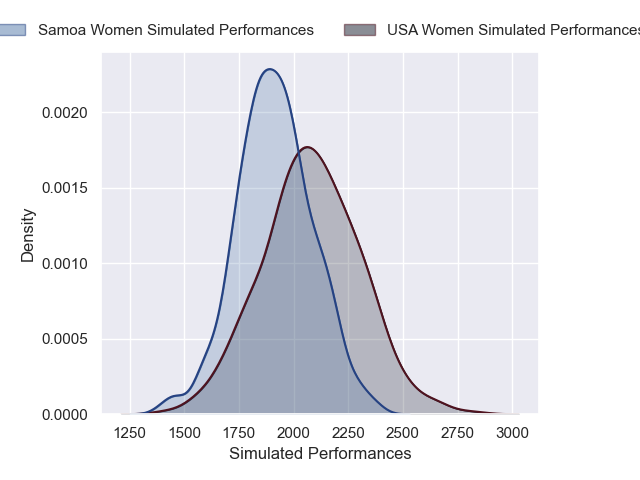 Samoa Women Simulated Performances
USA Women Simulated Performances
0.0020
0.0015
0.0010
0.0005
0.0000
Density
1250 1500 1750 2000 2250 2500 2750 3000
Simulated Performances